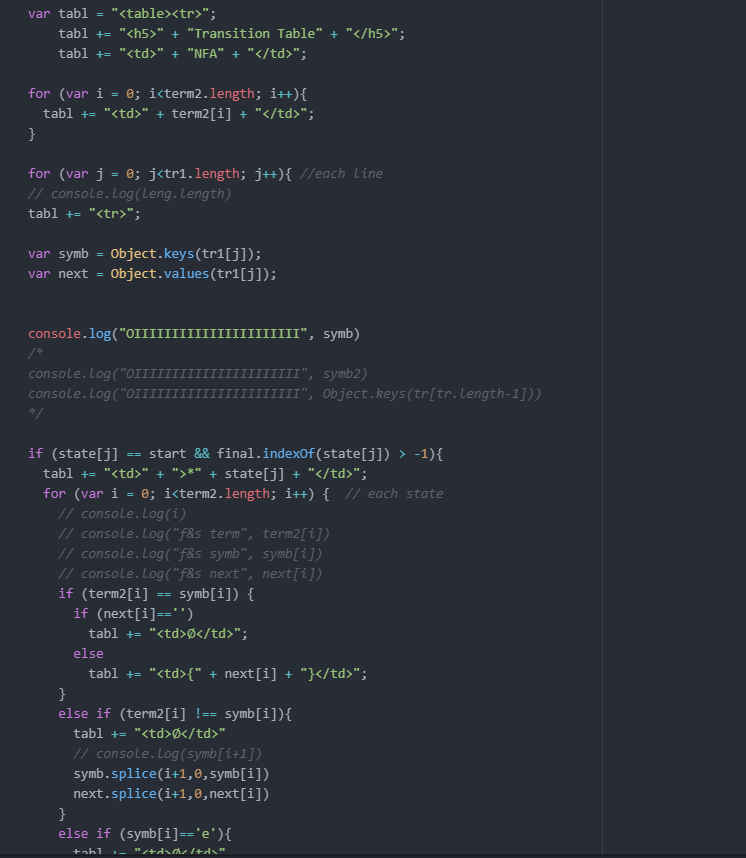 var tabl = "<table><tr>";
tabl += "<h5>" + "Transition Table" + "</h5>";
tabl += "<td>" + "NFA" + "</td>";
for (var i = 0; i<term2.length; i++){
tabl += "<td>" + term2[i] + "</td>";
}
for (var j = 0; j<tr1.length; j++){ //each line
// console.log(leng.length)
tabl += "<tr>";
var symb = Object.keys(tr1[j]);
var next = Object.values(tr1[j]);
console.log("OIIIIIIIIIIIIIIIIIIIIII", symb)
/*
console.log("OIIIIIIIIIIIIIIIIIIIIII", symb2)
console.log("OIIIIIIIIIIIIIIIIIIIIII", Object.keys(tr[tr.length-1]))
*/
if (state[j] == start && final.indexOf(state[j]) > -1){
tabl += "<td>" + ">*" + state[j] + "</td>";
for (var i = 0; i<term2.length; i++) { // each state
// console.log(i)
// console.log("f&s term", term2[i])
// console.log("f&s symb", symb[i])
// console.log("f&s next", next[i])
if (term2[i] == symb[i]) {
if (next[i]=='')
tabl += "<td>Ø</td>";
else
tabl += "<td>{" + next[i] + "}</td>";
}
else if (term2[i] !== symb[i]){
tabl += "<td>Ø</td>"
// console.log(symb[i+1])
symb.splice(i+1,0,symb[i])
next.splice(i+1,0,next[i])
}
else if (symb[i]=='e'){
tabl += "<td>Ø</td>"